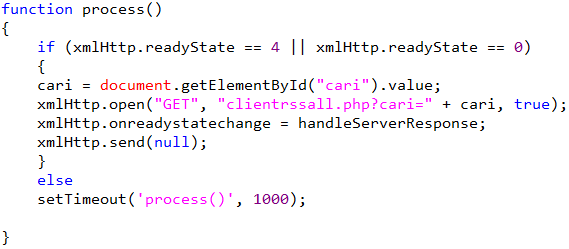 function process()
{
if (xmlHttp.readyState == 4 || xmlHttp.readyState == 0)
{
cari = document.getElementById("cari").value;
xmlHttp.open("GET", "clientrssall.php?cari=" + cari, true);
xmlHttp.onreadystatechange = handleServerResponse;
xmlHttp.send(null);
}
else
setTimeout('process()', 1000);
}